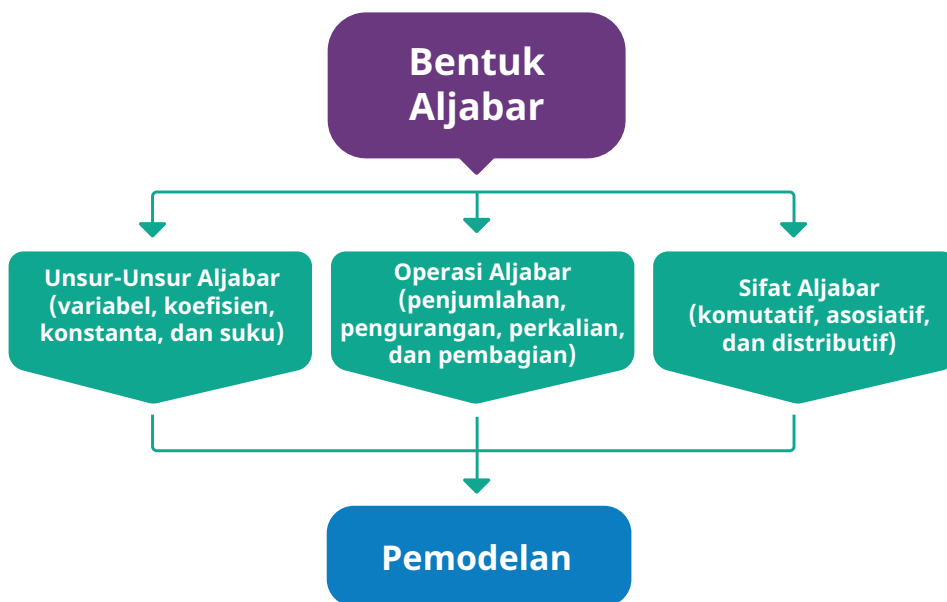 Bentuk
Aljabar
Unsur-Unsur Aljabar
(variabel, koefisien,
konstanta, dan suku)
Operasi Aljabar
(penjumlahan,
pengurangan, perkalian,
dan pembagian)
Sifat Aljabar
(komutatif, asosiatif,
dan distributif)
Pemodelan